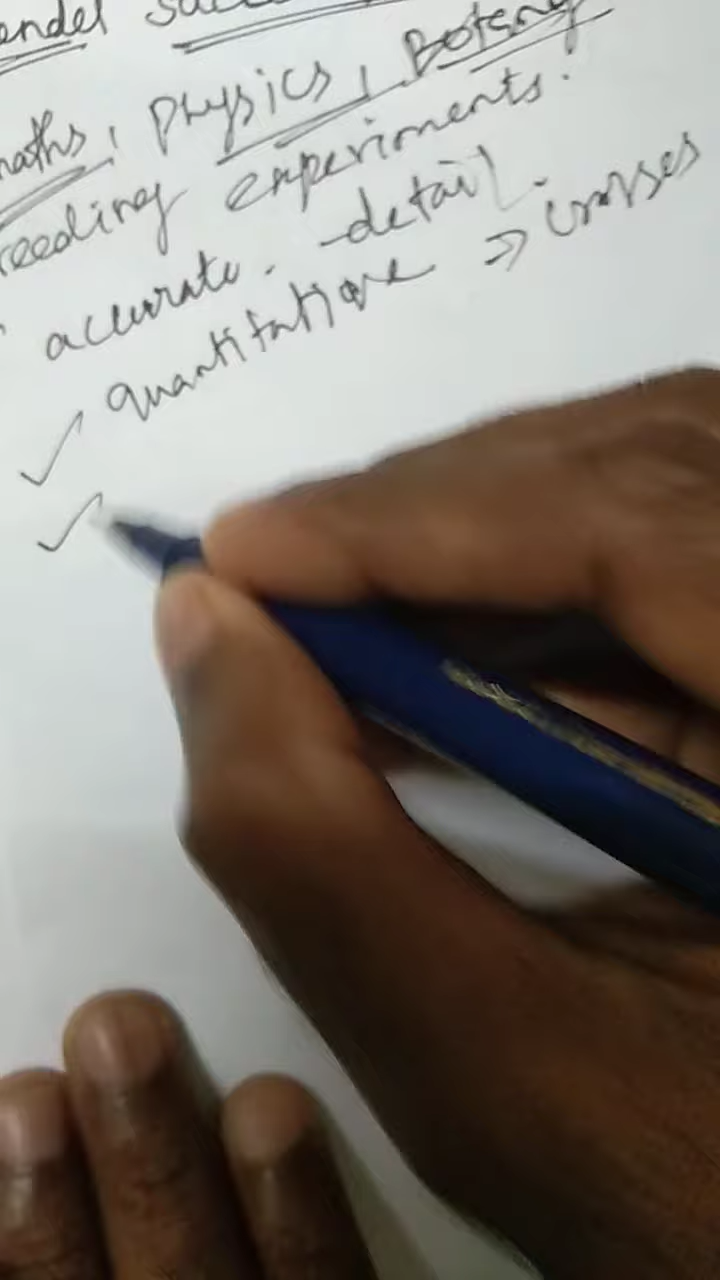 endel
maths, Physics, Botany
reeding experiments.
accurate. detail.
✓ quantitative ⇒ crosses
✓